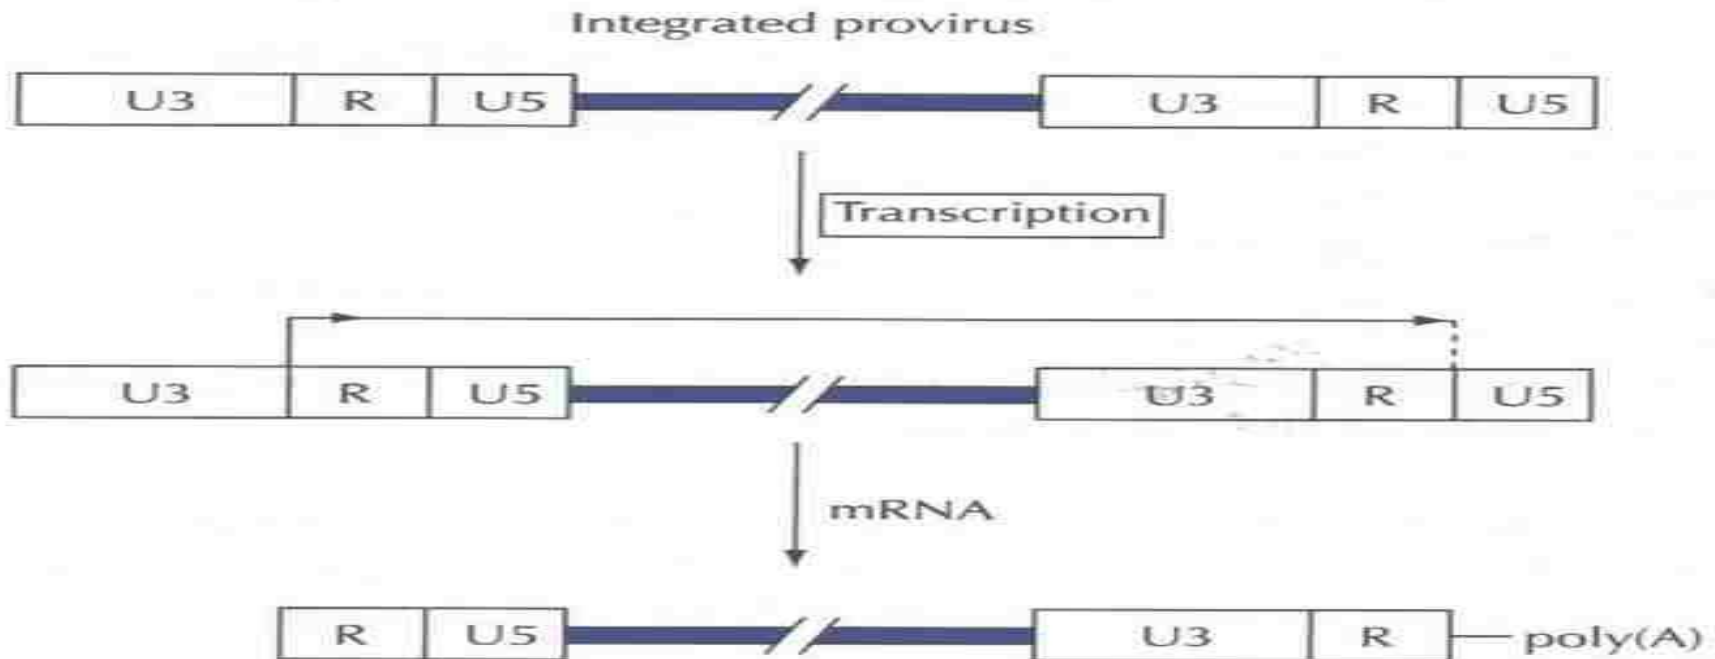 Integrated provirus
U3 R U5 U3 R U5
Transcription
U3 R U5 U3 R U5
mRNA
R U5 U3 R poly(A)